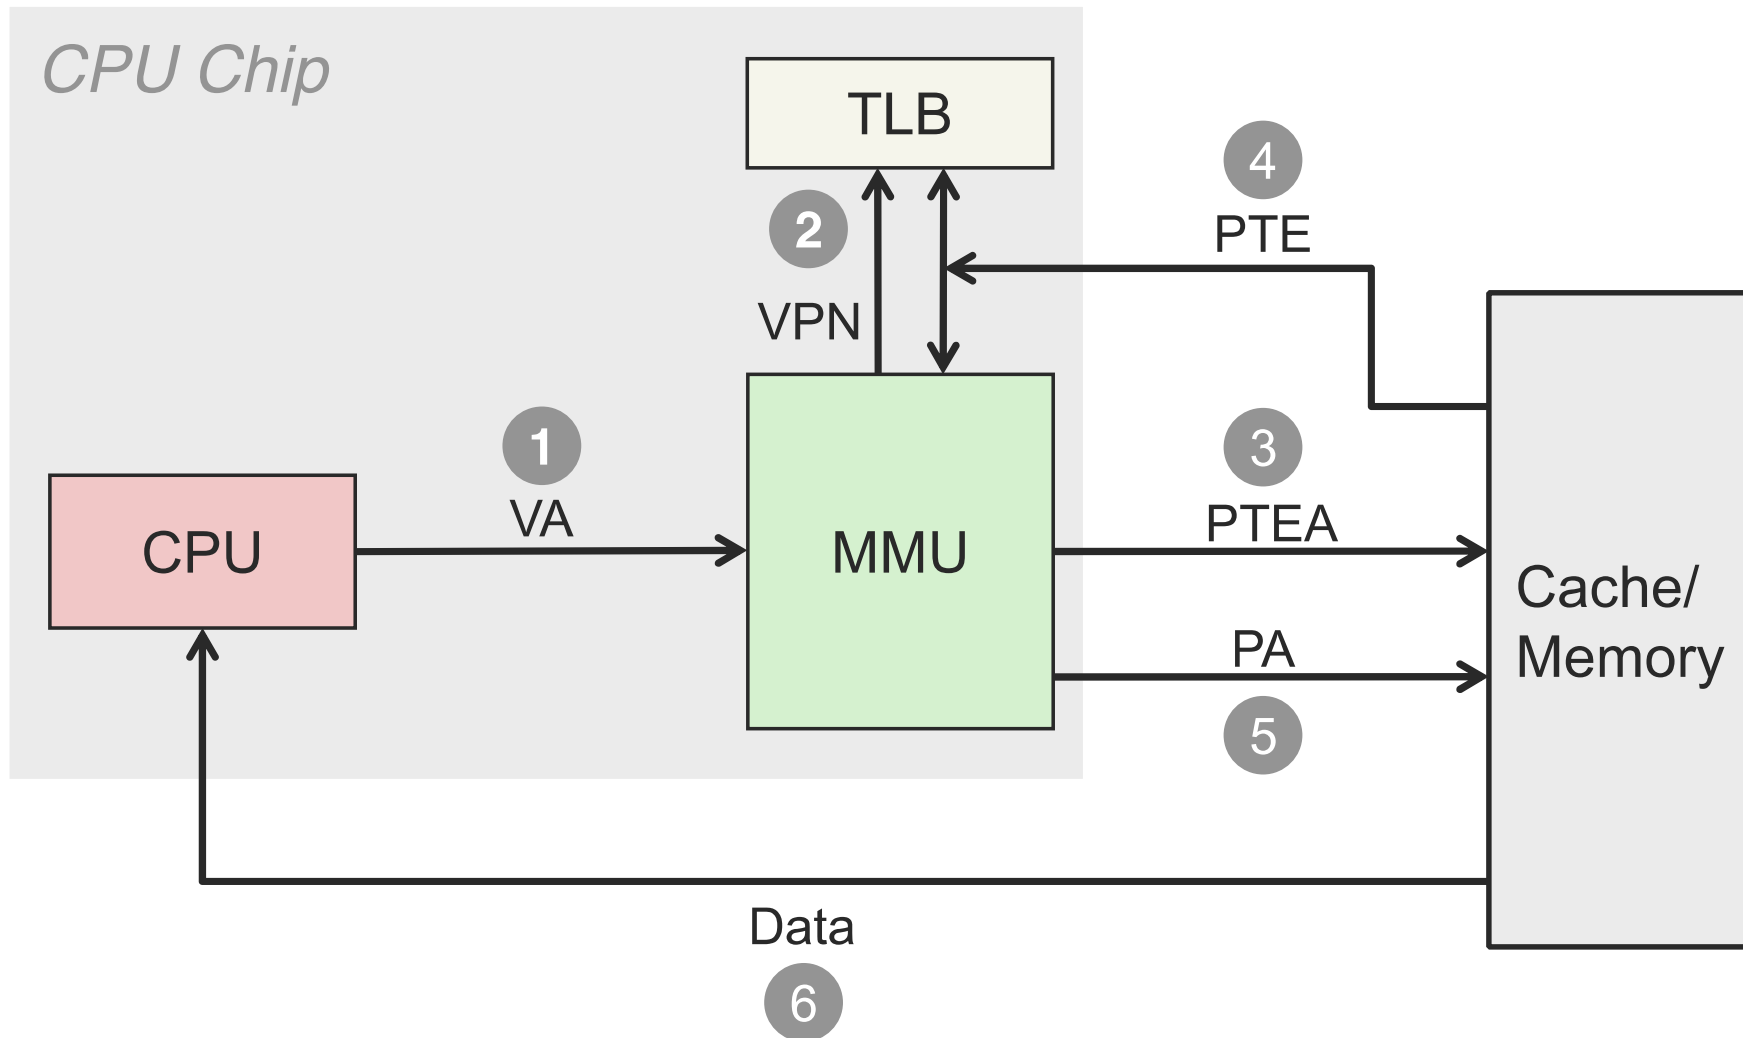 CPU Chip
TLB
4
PTE
2
VPN
1
VA
CPU
MMU
3
PTEA
Cache/
Memory
PA
5
Data
6